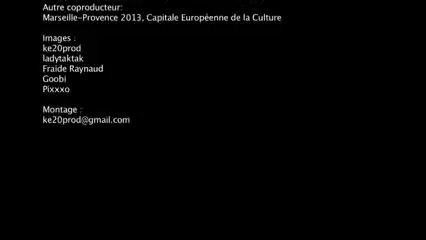 Autre coproducteur:
Marseille-Provence 2013, Capitale Européenne de la Culture
Images :
ke20prod
ladytaktak
Fraide Raynaud
Goobi
Pixxxo
Montage :
ke20prod@gmail.com